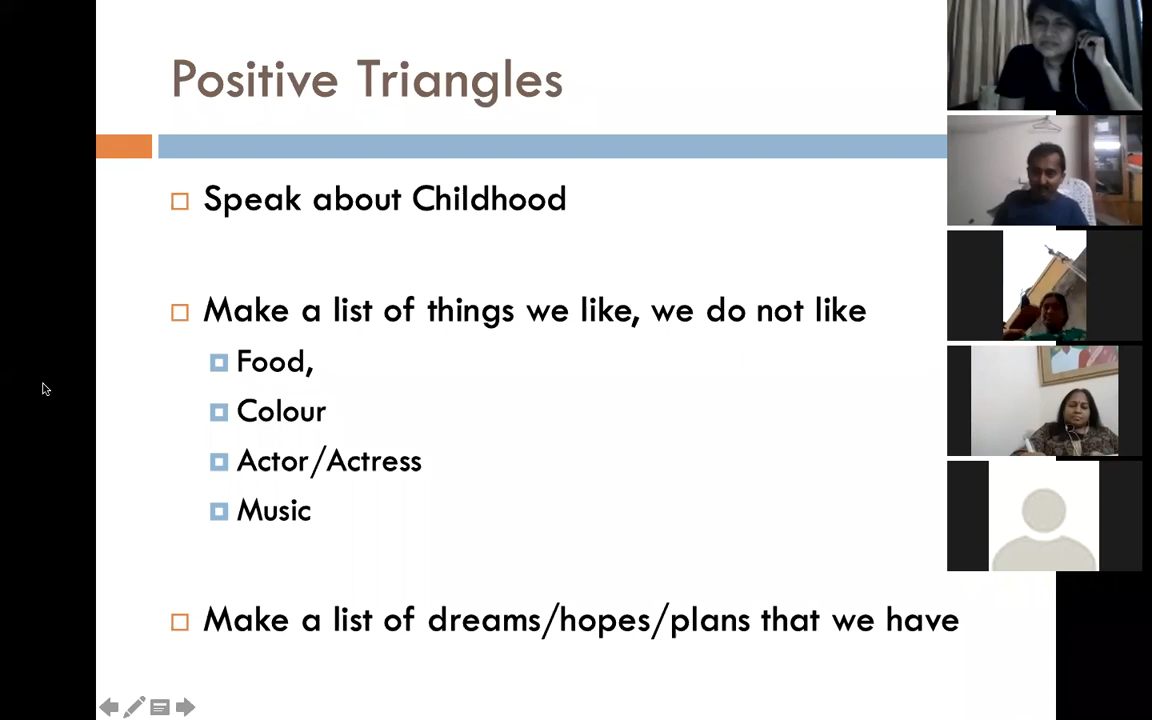 Positive Triangles
Speak about Childhood
Make a list of things we like, we do not like
Food,
Colour
Actor/Actress
Music
Make a list of dreams/hopes/plans that we have